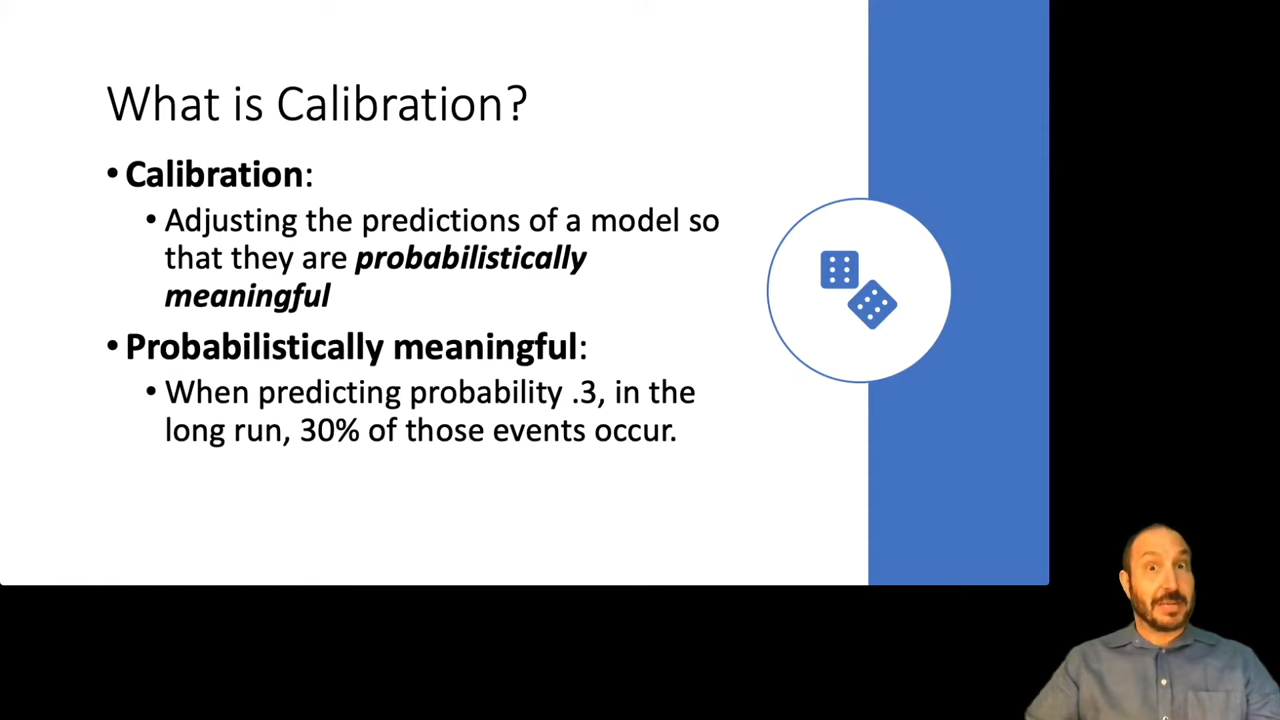 What is Calibration?
• Calibration:
• Adjusting the predictions of a model so
that they are probabilistically
meaningful
• Probabilistically meaningful:
• When predicting probability .3, in the
long run, 30% of those events occur.